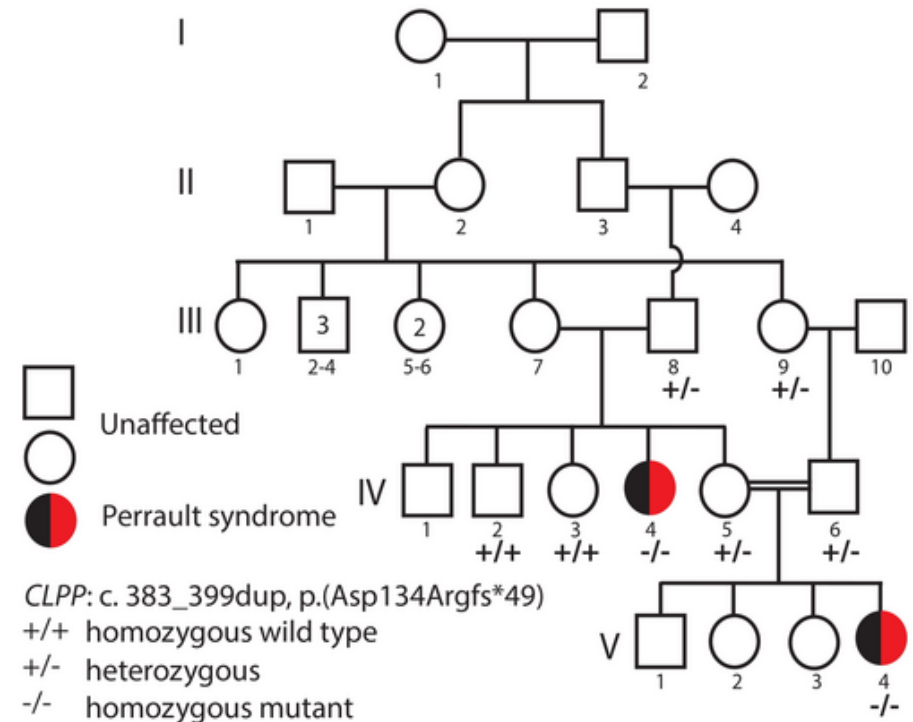 I
1 2
II
1 2 3 4
III
3 2
1 2-4 5-6 7 8 9 10
+/- +/-
Unaffected
Perrault syndrome
IV
1 2 3 4 5 6
+/+ +/+ -/- +/- +/-
CLPP: c. 383_399dup, p.(Asp134Argfs*49)
+/+ homozygous wild type
+/- heterozygous
-/- homozygous mutant
V
1 2 3 4
-/-